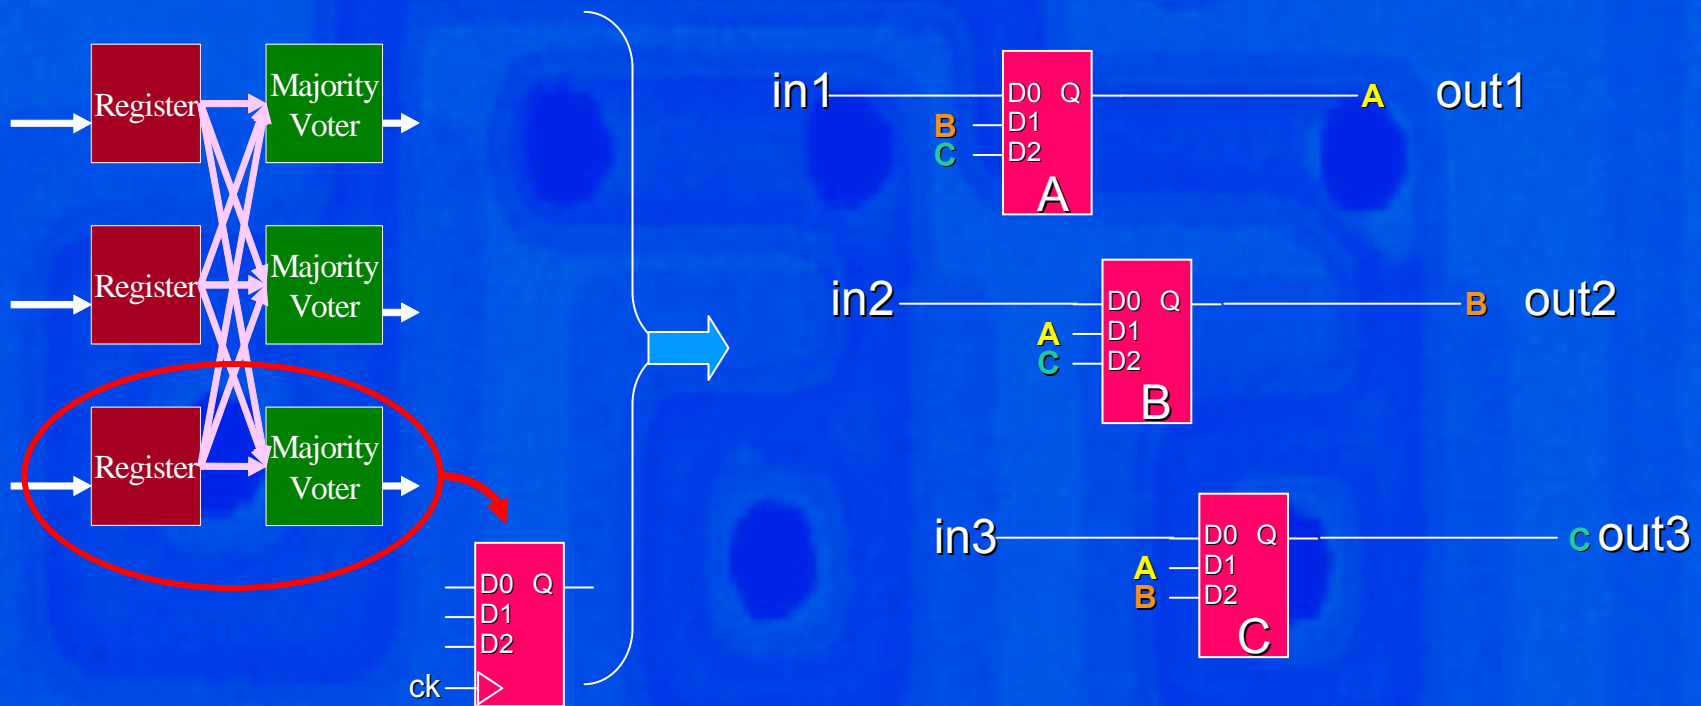 Register
Majority
Voter
Register
Majority
Voter
Register
Majority
Voter
D0 Q
D1
D2
ck
in1
D0 Q
A
out1
B
D1
C
D2
A
in2
D0 Q
B
out2
A
D1
C
D2
B
in3
D0 Q
C
out3
A
D1
B
D2
C